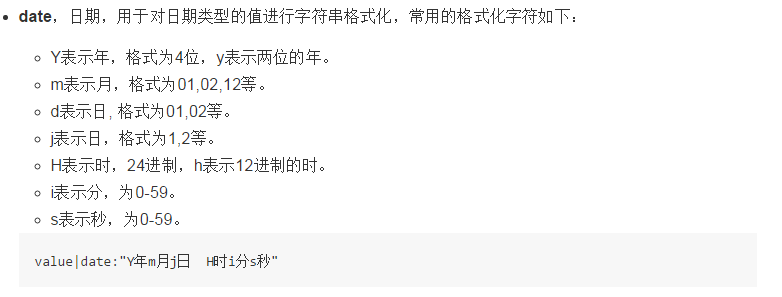 date，日期，用于对日期类型的值进行字符串格式化，常用的格式化字符如下：
Y表示年，格式为4位，y表示两位的年。
m表示月，格式为01,02,12等。
d表示日, 格式为01,02等。
j表示日，格式为1,2等。
H表示时，24进制，h表示12进制的时。
i表示分，为0-59。
s表示秒，为0-59。
value|date:"Y年m月j日  H时i分s秒"